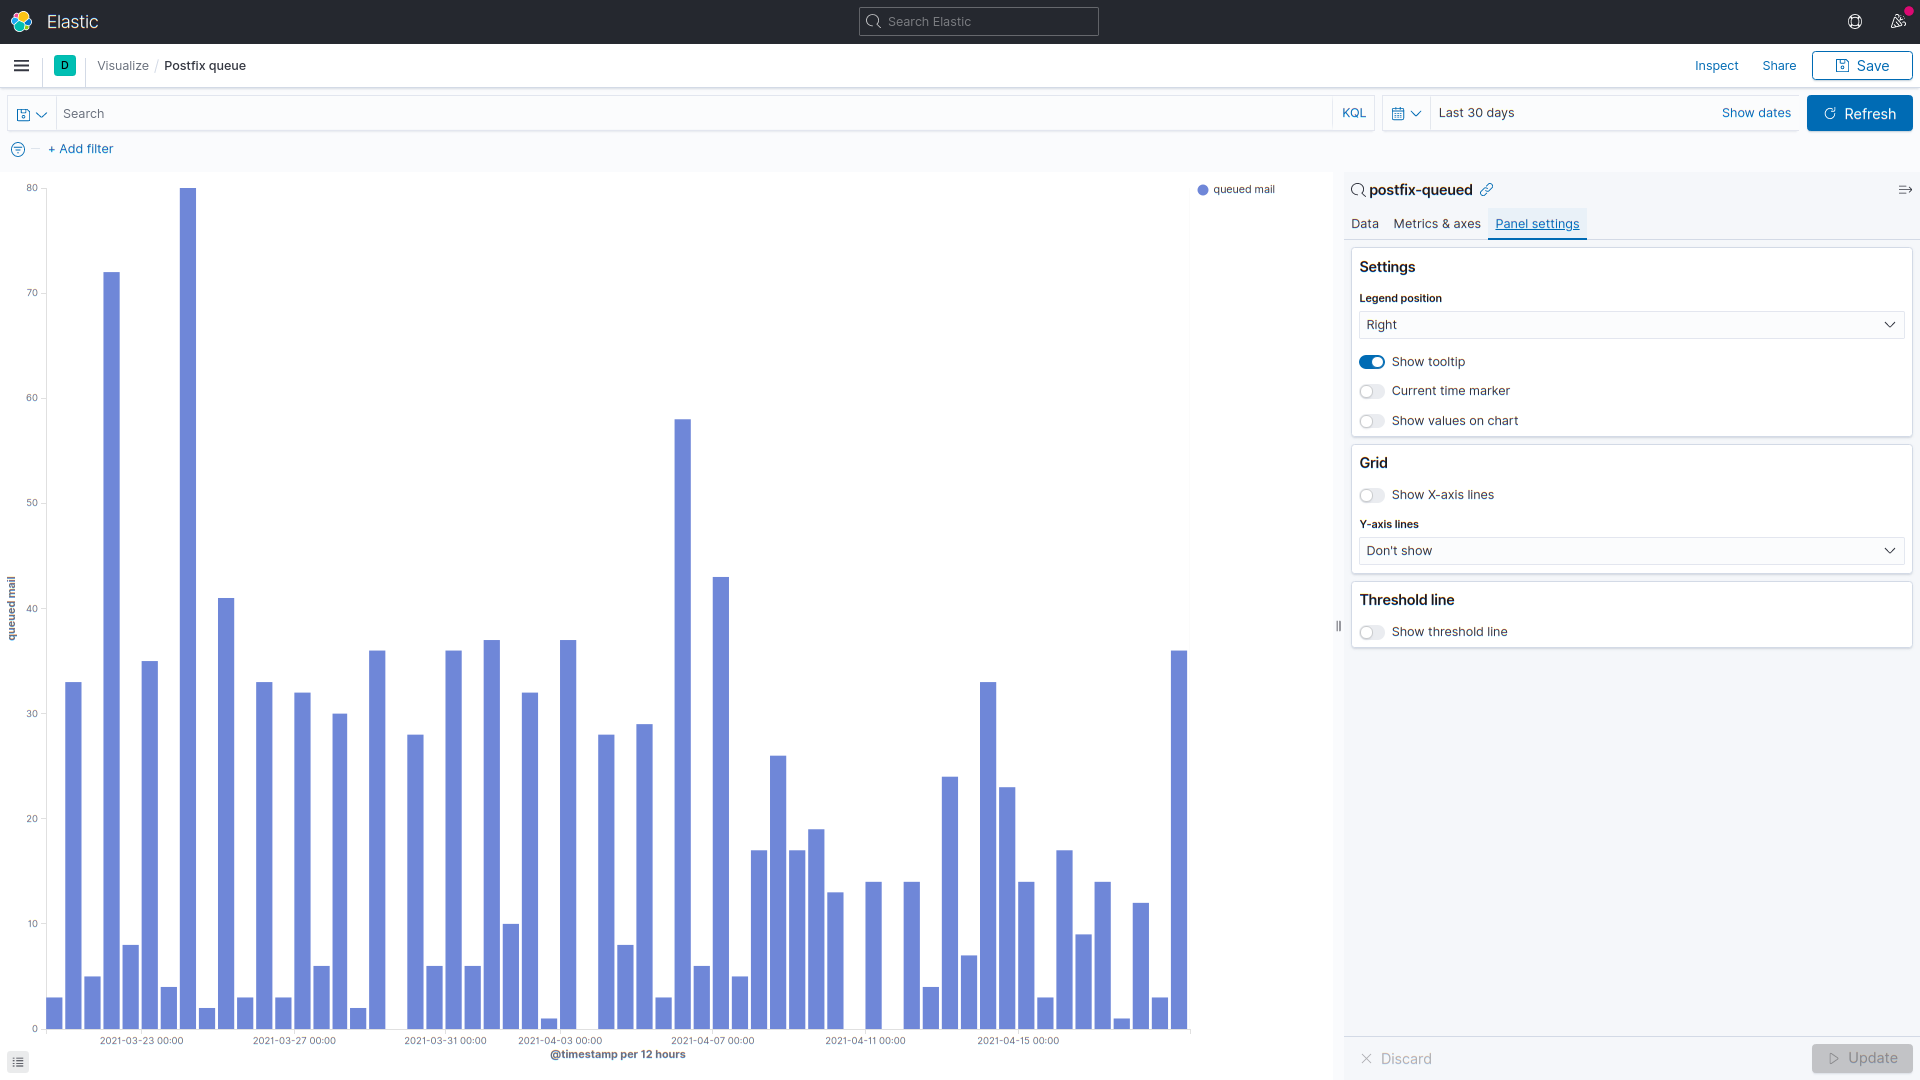 Elastic
Search Elastic
D
Visualize / Postfix queue
Inspect
Share
Save
Search
KQL
Last 30 days
Show dates
Refresh
+ Add filter
80
70
60
50
40
30
20
10
0
queued mail
2021-03-23 00:00
2021-03-27 00:00
2021-03-31 00:00
2021-04-03 00:00
2021-04-07 00:00
2021-04-11 00:00
2021-04-15 00:00
@timestamp per 12 hours
queued mail
postfix-queued
Data
Metrics & axes
Panel settings
Settings
Legend position
Right
Show tooltip
Current time marker
Show values on chart
Grid
Show X-axis lines
Y-axis lines
Don't show
Threshold line
Show threshold line
Discard
Update